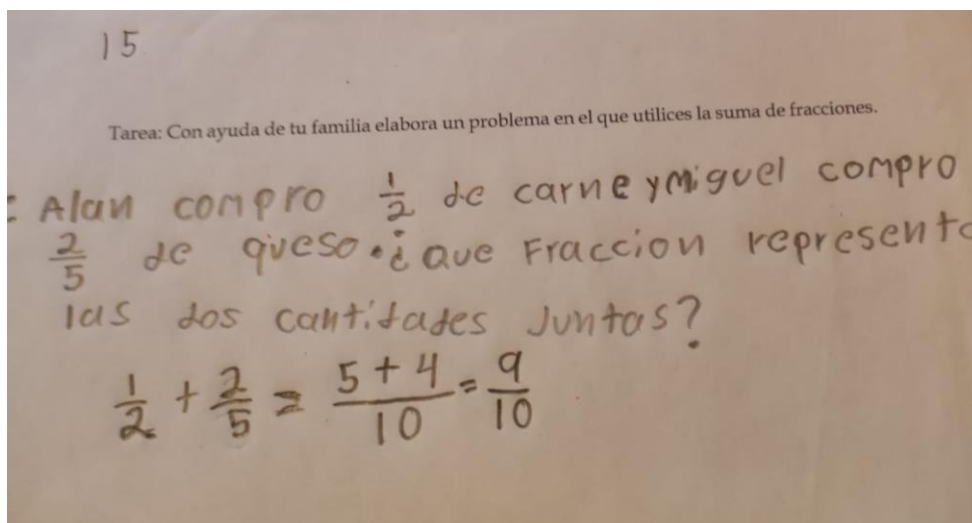 15
Tarea: Con ayuda de tu familia elabora un problema en el que utilices la suma de fracciones.
: Alan compro 1/2 de carne y Miguel compro
2/5 de queso. ¿ que Fraccion representa
las dos cantidades Juntas?
1/2 + 2/5 = 5+4/10 = 9/10